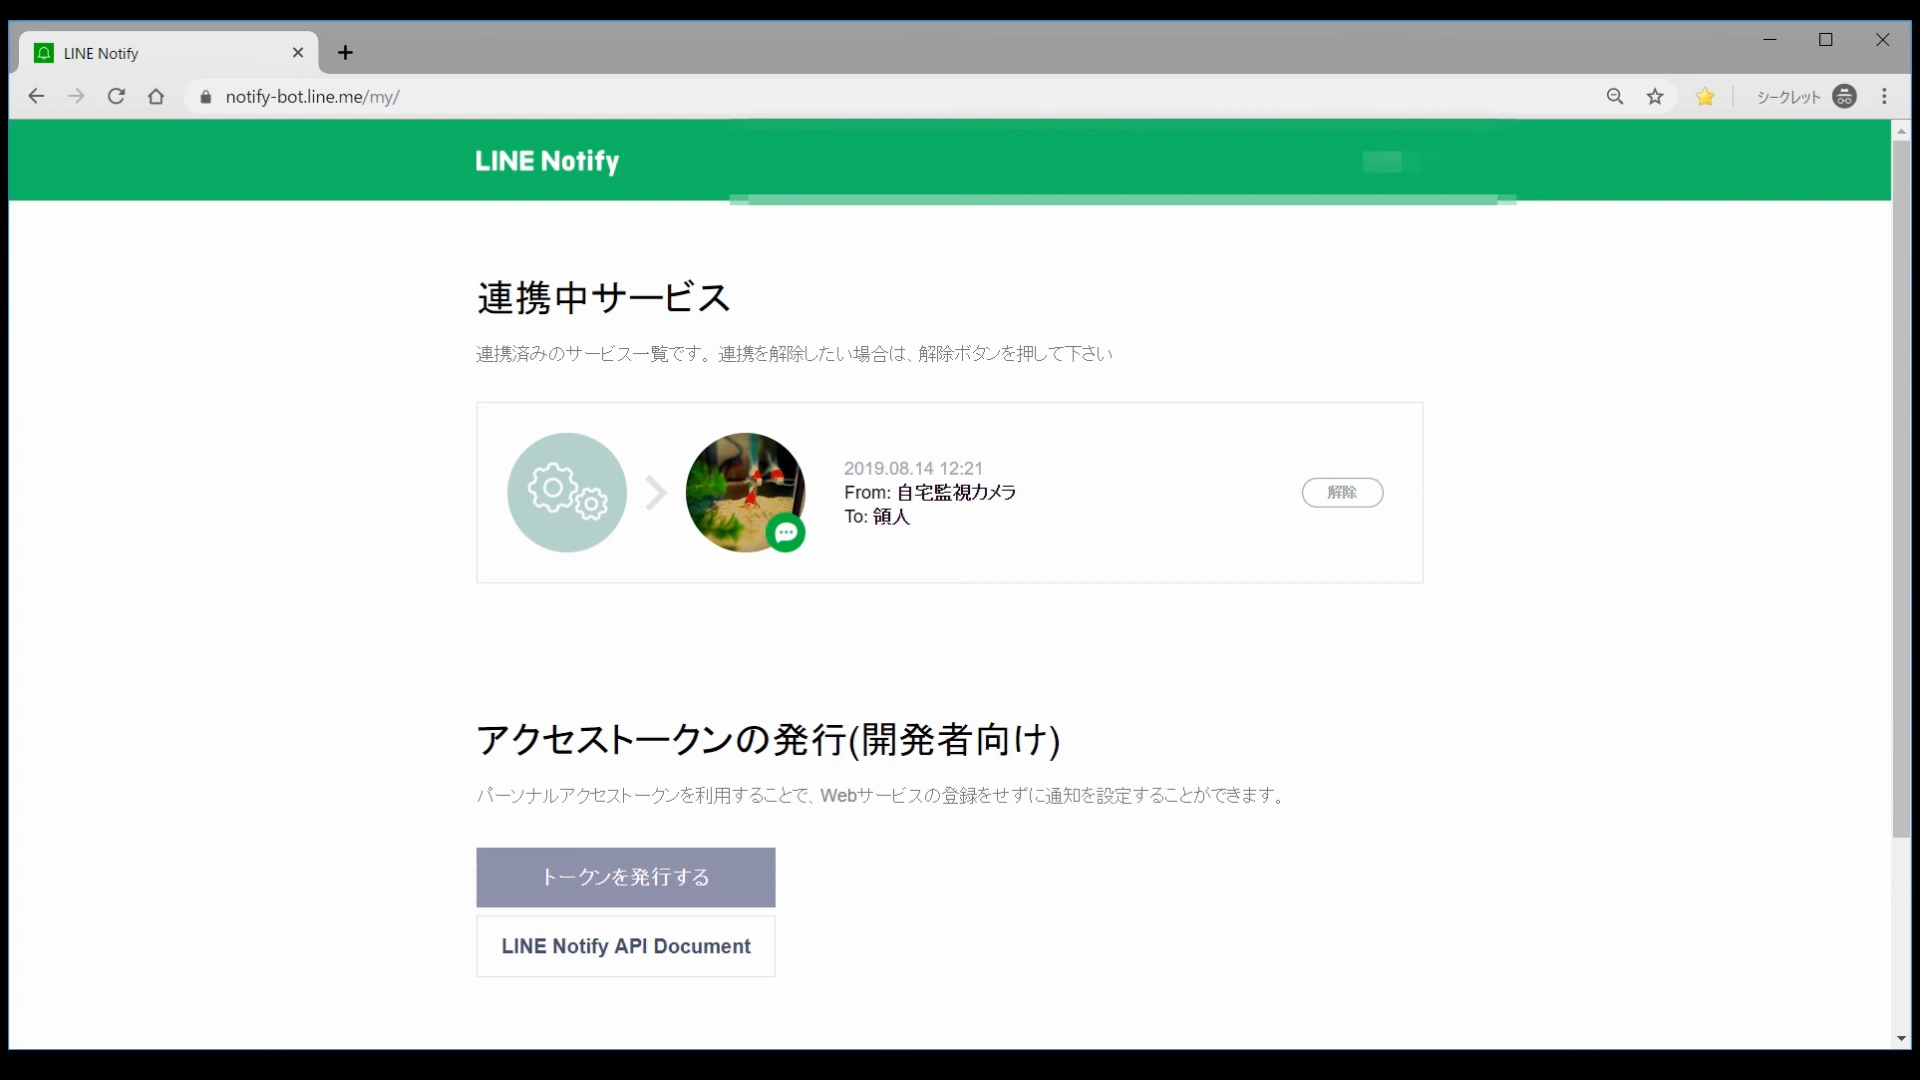 LINE Notify
notify-bot.line.me/my/
シークレット
LINE Notify
連携中サービス
連携済みのサービス一覧です。連携を解除したい場合は、解除ボタンを押して下さい
2019.08.14 12:21
From: 自宅監視カメラ
To: 領人
解除
アクセストークンの発行(開発者向け)
パーソナルアクセストークンを利用することで、Webサービスの登録をせずに通知を設定することができます。
トークンを発行する
LINE Notify API Document